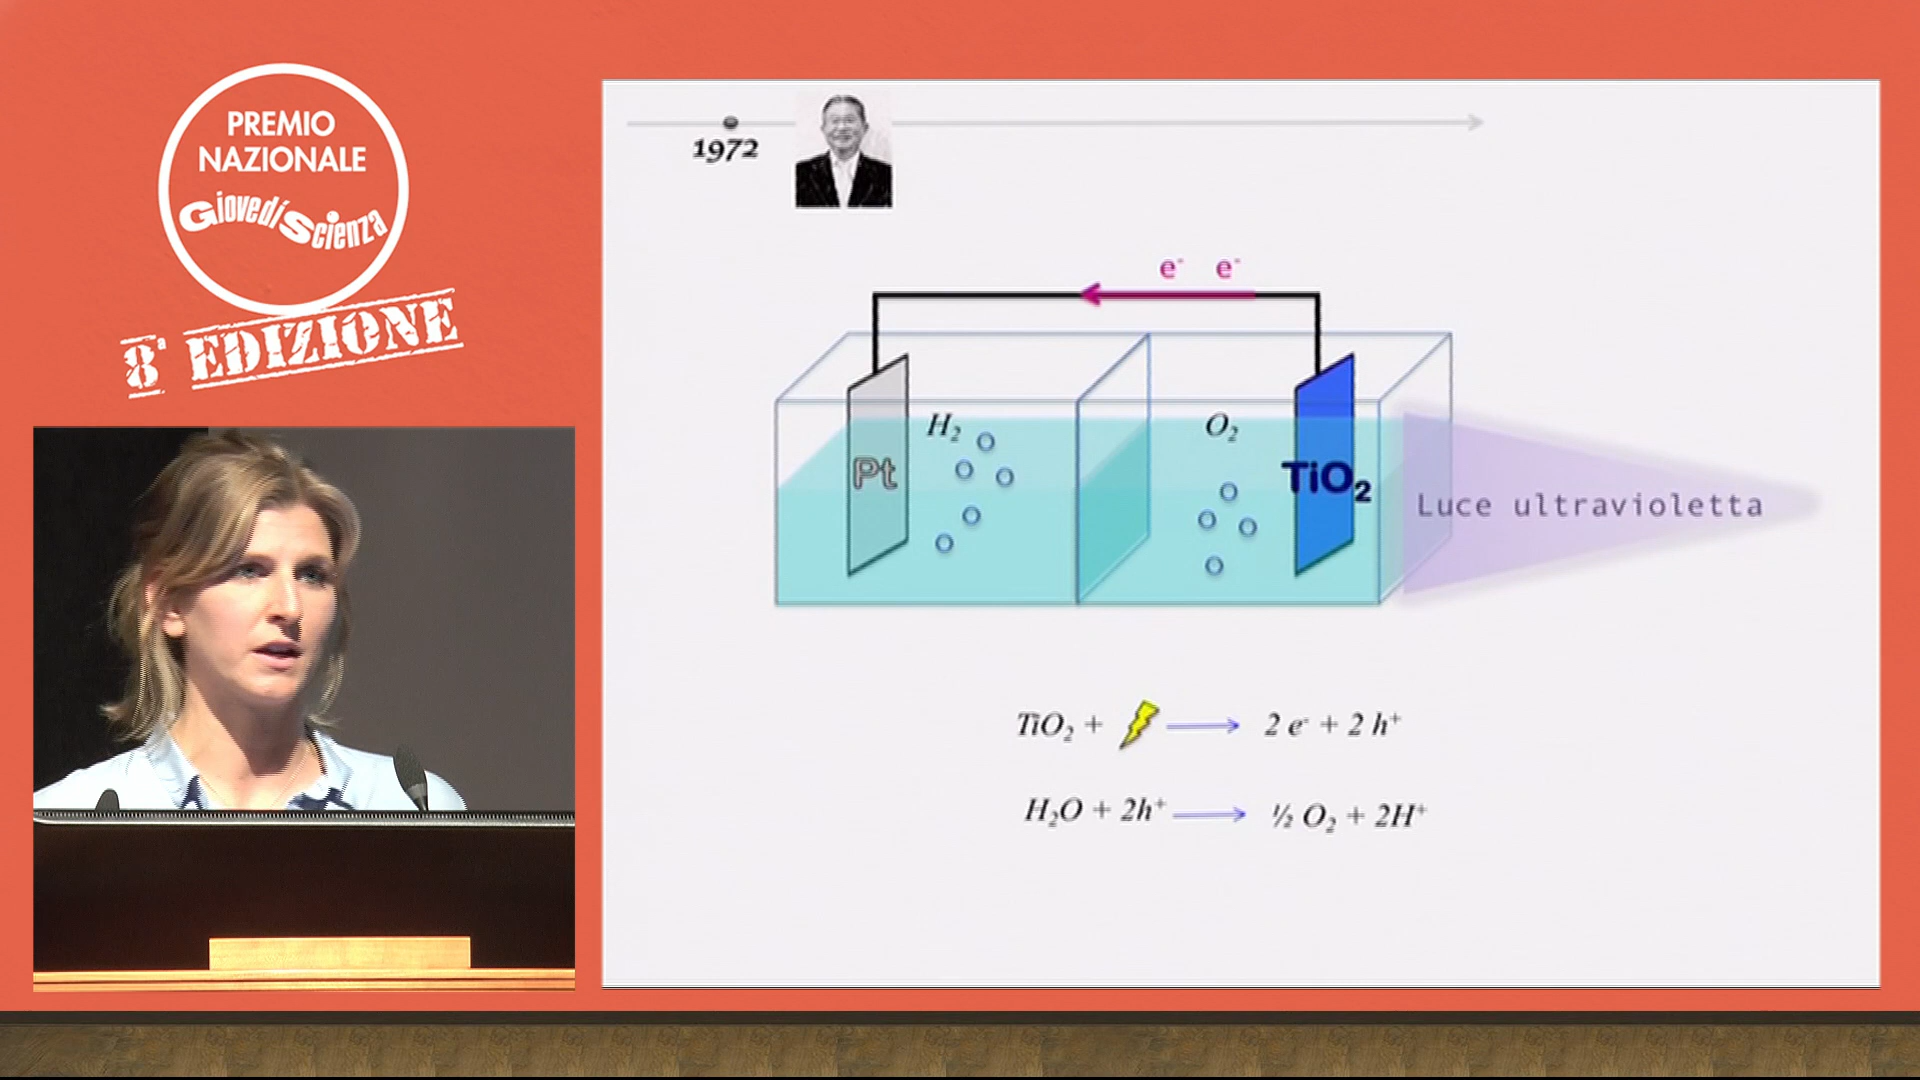 PREMIO
NAZIONALE
GiovediScienza
8ª EDIZIONE
1972
e⁻ e⁻
H₂
O₂
Pt
TiO₂
Luce ultravioletta
TiO₂ + → 2 e⁻ + 2 h⁺
H₂O + 2h⁺ → ½ O₂ + 2H⁺